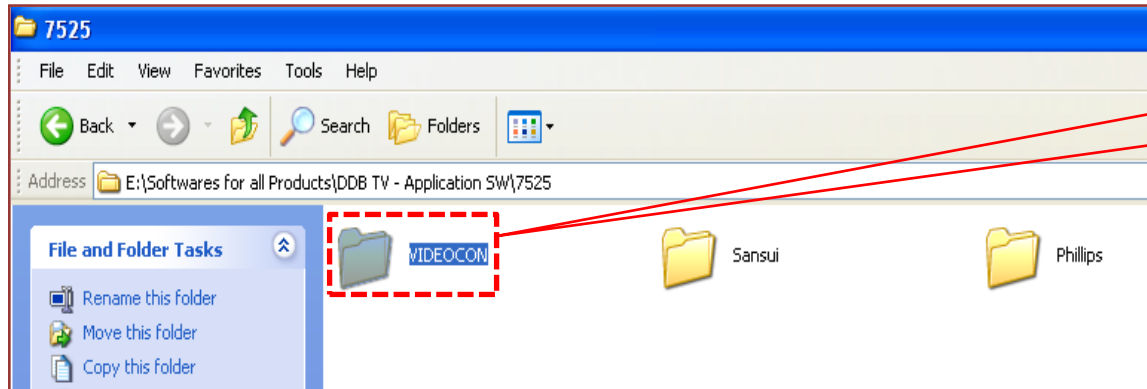 7525
File Edit View Favorites Tools Help
Back Search Folders
Address E:\Softwares for all Products\DDB TV - Application SW\7525
File and Folder Tasks
VIDEOCON Sansui Phillips
Rename this folder
Move this folder
Copy this folder